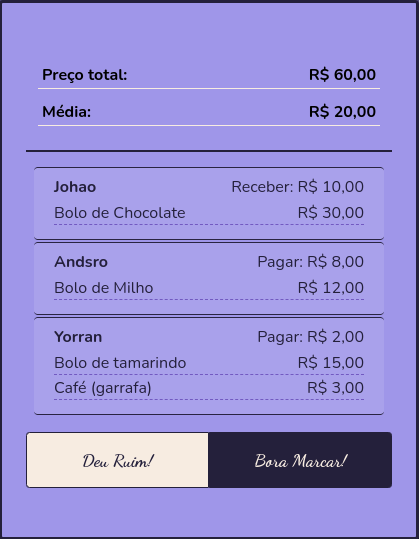 Preço total: R$ 60,00
Média: R$ 20,00
Johao Receber: R$ 10,00
Bolo de Chocolate R$ 30,00
Andsro Pagar: R$ 8,00
Bolo de Milho R$ 12,00
Yorran Pagar: R$ 2,00
Bolo de tamarindo R$ 15,00
Café (garrafa) R$ 3,00
Deu Ruim! Bora Marcar!